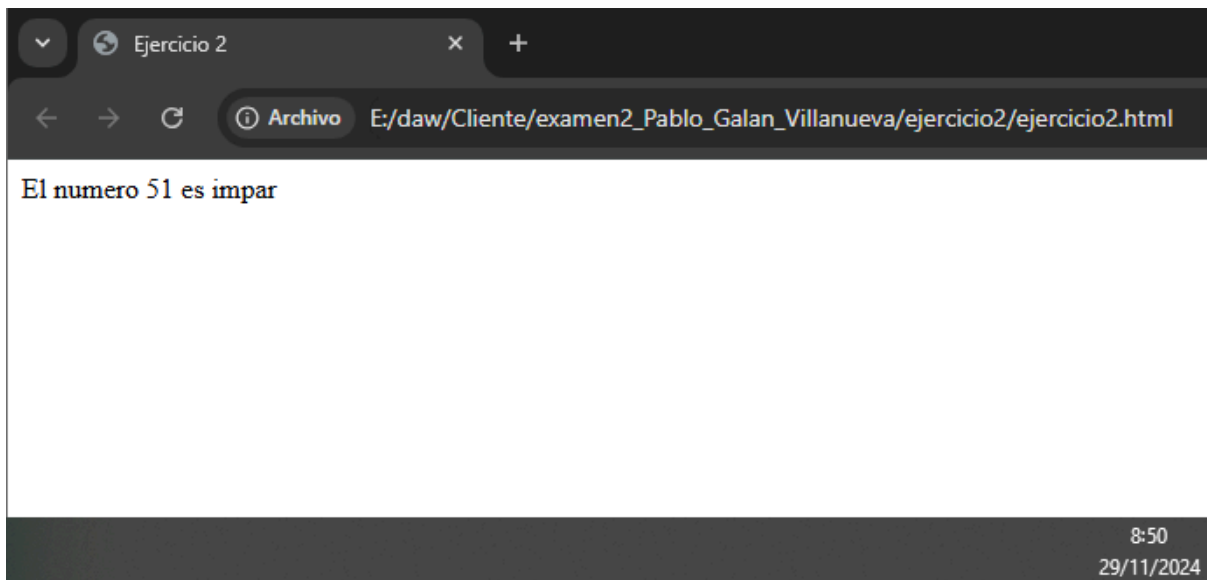 Ejercicio 2
Archivo E:/daw/Cliente/examen2_Pablo_Galan_Villanueva/ejercicio2/ejercicio2.html
El numero 51 es impar
8:50
29/11/2024